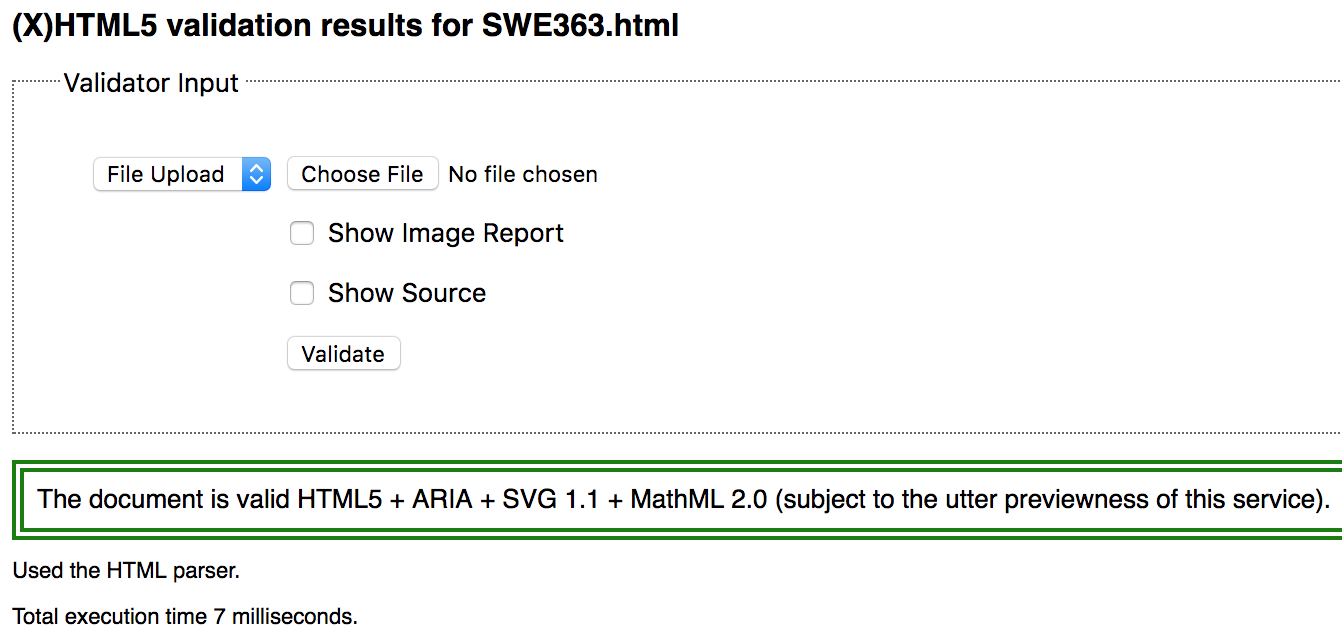 (X)HTML5 validation results for SWE363.html
Validator Input
File Upload Choose File No file chosen
Show Image Report
Show Source
Validate
The document is valid HTML5 + ARIA + SVG 1.1 + MathML 2.0 (subject to the utter previewness of this service).
Used the HTML parser.
Total execution time 7 milliseconds.